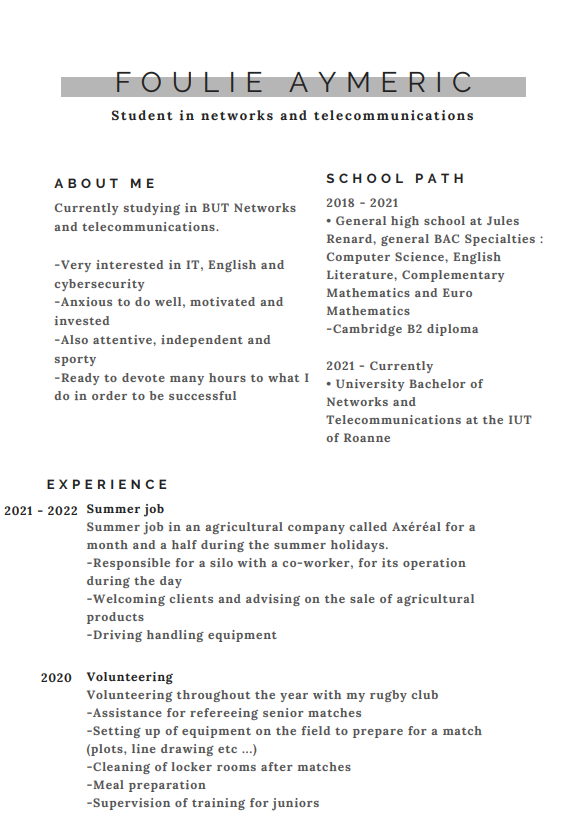 FOULIE AYMERIC
Student in networks and telecommunications
ABOUT ME
Currently studying in BUT Networks
and telecommunications.
-Very interested in IT, English and
cybersecurity
-Anxious to do well, motivated and
invested
-Also attentive, independent and
sporty
-Ready to devote many hours to what I
do in order to be successful
SCHOOL PATH
2018 - 2021
• General high school at Jules
Renard, general BAC Specialties :
Computer Science, English
Literature, Complementary
Mathematics and Euro
Mathematics
-Cambridge B2 diploma
2021 - Currently
• University Bachelor of
Networks and
Telecommunications at the IUT
of Roanne
EXPERIENCE
2021 - 2022 Summer job
Summer job in an agricultural company called Axéréal for a
month and a half during the summer holidays.
-Responsible for a silo with a co-worker, for its operation
during the day
-Welcoming clients and advising on the sale of agricultural
products
-Driving handling equipment
2020 Volunteering
Volunteering throughout the year with my rugby club
-Assistance for refereeing senior matches
-Setting up of equipment on the field to prepare for a match
(plots, line drawing etc ...)
-Cleaning of locker rooms after matches
-Meal preparation
-Supervision of training for juniors